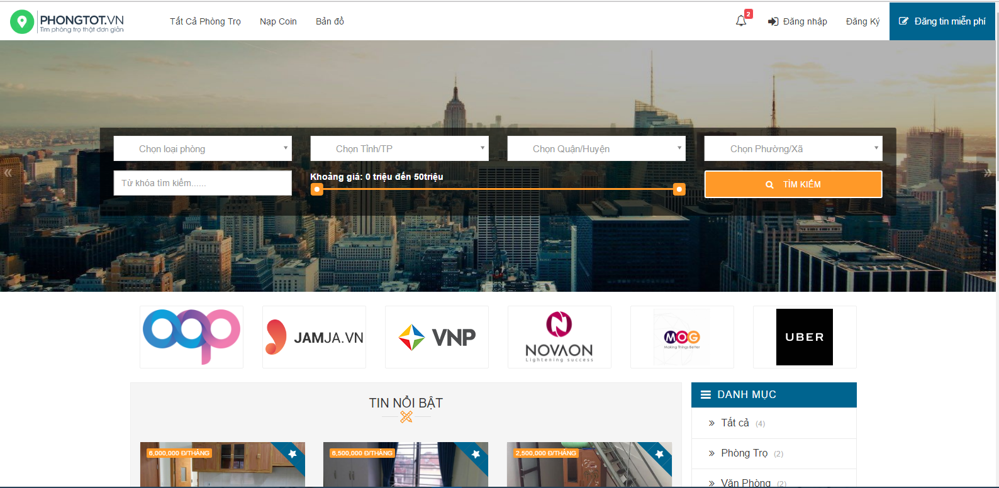 PHONGTOT.VN
Tìm phòng trọ thật đơn giản
Tất Cả Phòng Trọ
Nạp Coin
Bản đồ
2
Đăng nhập
Đăng Ký
Đăng tin miễn phí
Chọn loại phòng
Chọn Tỉnh/TP
Chọn Quận/Huyện
Chọn Phường/Xã
Từ khóa tìm kiếm......
Khoảng giá: 0 triệu đến 50triệu
TÌM KIẾM
JAMJA.VN
VNP
NOVAON
Lightening success
MOG
Making Things Better
UBER
TIN NỔI BẬT
6,000,000 Đ/THÁNG
6,500,000 Đ/THÁNG
2,500,000 Đ/THÁNG
DANH MỤC
Tất cả (4)
Phòng Trọ (2)
Văn Phòng (2)